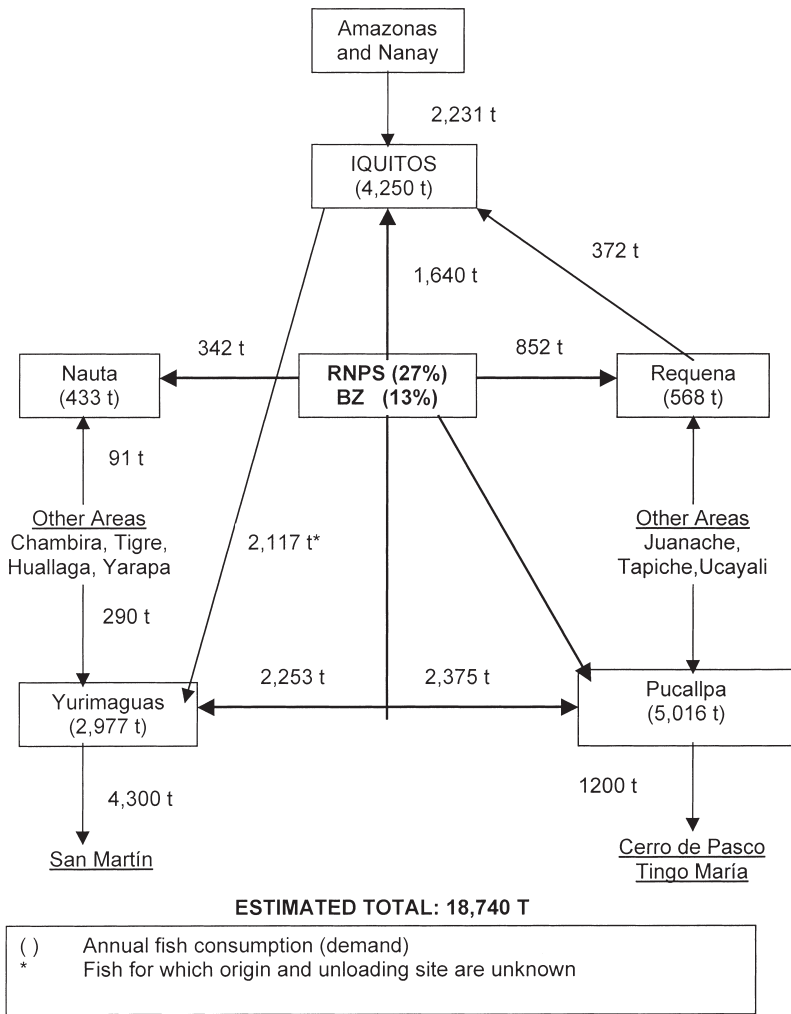 Amazonas
and Nanay
2,231 t
IQUITOS
(4,250 t)
372 t
1,640 t
342 t
852 t
Nauta
(433 t)
RNPS (27%)
BZ (13%)
Requena
(568 t)
91 t
Other Areas
Chambira, Tigre,
Huallaga, Yarapa
2,117 t*
Other Areas
Juanache,
Tapiche,Ucayali
290 t
2,253 t
2,375 t
Yurimaguas
(2,977 t)
Pucallpa
(5,016 t)
4,300 t
1200 t
San Martín
Cerro de Pasco
Tingo María
ESTIMATED TOTAL: 18,740 T
( ) Annual fish consumption (demand)
* Fish for which origin and unloading site are unknown